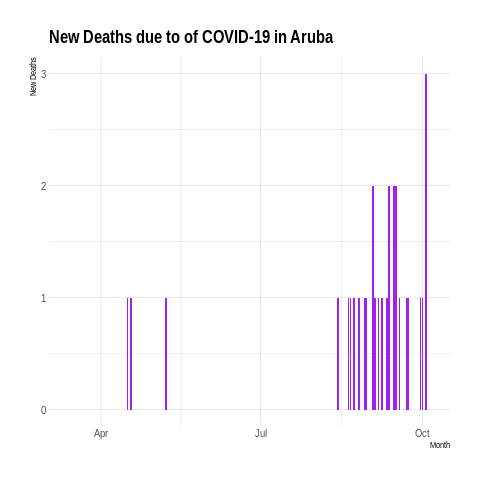 New Deaths due to of COVID-19 in Aruba
New Deaths
3
2
1
0
Apr Jul Oct
Month